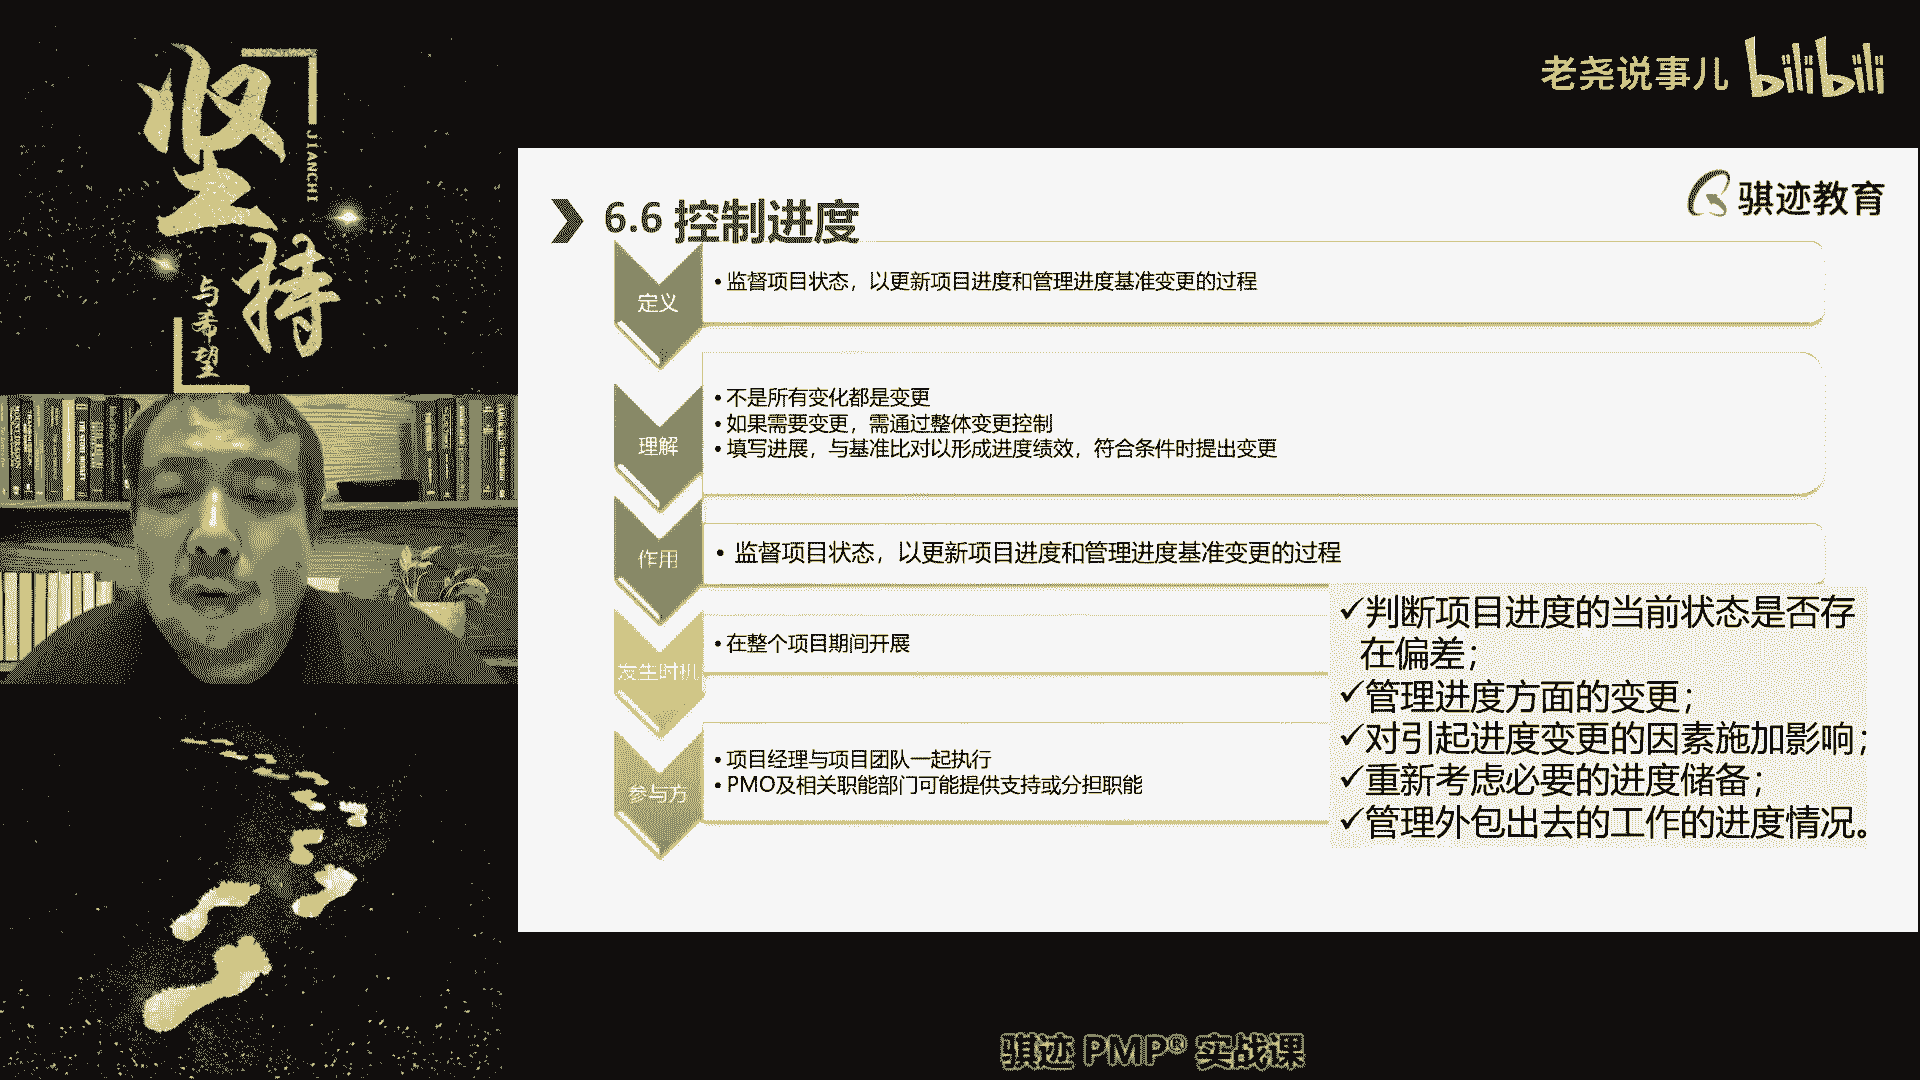 坚持
JIANCHI
与希望
老尧说事儿 bilibili
骐迹教育
6.6 控制进度
定义
• 监督项目状态，以更新项目进度和管理进度基准变更的过程
理解
• 不是所有变化都是变更
• 如果需要变更，需通过整体变更控制
• 填写进展，与基准比对以形成进度绩效，符合条件时提出变更
作用
• 监督项目状态，以更新项目进度和管理进度基准变更的过程
发生时机
• 在整个项目期间开展
参与方
• 项目经理与项目团队一起执行
• PMO及相关职能部门可能提供支持或分担职能
✓判断项目进度的当前状态是否存
在偏差；
✓管理进度方面的变更；
✓对引起进度变更的因素施加影响；
✓重新考虑必要的进度储备；
✓管理外包出去的工作的进度情况。
骐迹 PMP® 实战课